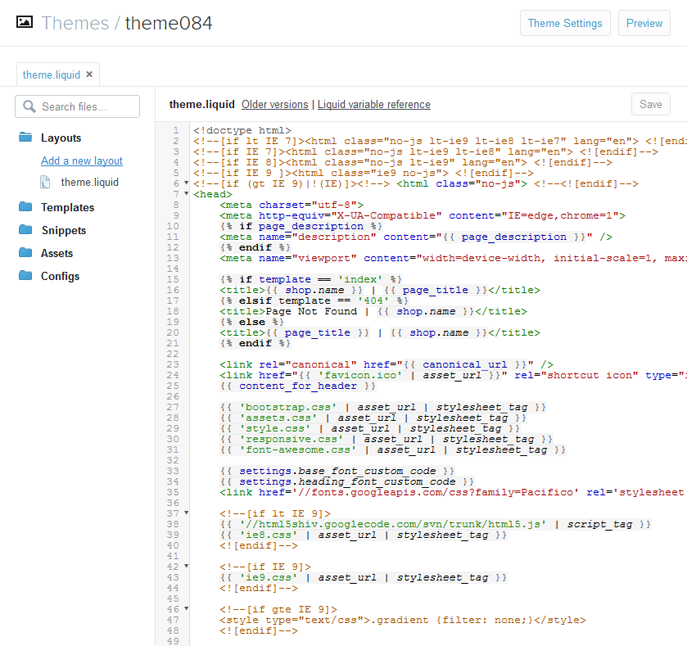 Themes / theme084
Theme Settings
Preview
theme.liquid ×
Search files...
Layouts
Add a new layout
theme.liquid
Templates
Snippets
Assets
Configs
theme.liquid Older versions | Liquid variable reference
Save
1 <!doctype html>
2 <!--[if lt IE 7]><html class="no-js lt-ie9 lt-ie8 lt-ie7" lang="en"> <![endif]
3 <!--[if IE 7]><html class="no-js lt-ie9 lt-ie8" lang="en"> <![endif]-->
4 <!--[if IE 8]><html class="no-js lt-ie9" lang="en"> <![endif]-->
5 <!--[if IE 9 ]><html class="ie9 no-js"> <![endif]-->
6 <!--[if (gt IE 9)|!(IE)]><!--> <html class="no-js"> <!--<![endif]-->
7 <head>
8 <meta charset="utf-8">
9 <meta http-equiv="X-UA-Compatible" content="IE=edge,chrome=1">
10 {% if page_description %}
11 <meta name="description" content="{{ page_description }}" />
12 {% endif %}
13 <meta name="viewport" content="width=device-width, initial-scale=1, maxi
14
15 {% if template == 'index' %}
16 <title>{{ shop.name }} | {{ page_title }}</title>
17 {% elsif template == '404' %}
18 <title>Page Not Found | {{ shop.name }}</title>
19 {% else %}
20 <title>{{ page_title }} | {{ shop.name }}</title>
21 {% endif %}
22
23 <link rel="canonical" href="{{ canonical_url }}" />
24 <link href="{{ 'favicon.ico' | asset_url }}" rel="shortcut icon" type="i
25 {{ content_for_header }}
26
27 {{ 'bootstrap.css' | asset_url | stylesheet_tag }}
28 {{ 'assets.css' | asset_url | stylesheet_tag }}
29 {{ 'style.css' | asset_url | stylesheet_tag }}
30 {{ 'responsive.css' | asset_url | stylesheet_tag }}
31 {{ 'font-awesome.css' | asset_url | stylesheet_tag }}
32
33 {{ settings.base_font_custom_code }}
34 {{ settings.heading_font_custom_code }}
35 <link href='//fonts.googleapis.com/css?family=Pacifico' rel='stylesheet
36
37 <!--[if lt IE 9]>
38 {{ '//html5shiv.googlecode.com/svn/trunk/html5.js' | script_tag }}
39 {{ 'ie8.css' | asset_url | stylesheet_tag }}
40 <![endif]-->
41
42 <!--[if IE 9]>
43 {{ 'ie9.css' | asset_url | stylesheet_tag }}
44 <![endif]-->
45
46 <!--[if gte IE 9]>
47 <style type="text/css">.gradient {filter: none;}</style>
48 <![endif]-->
49